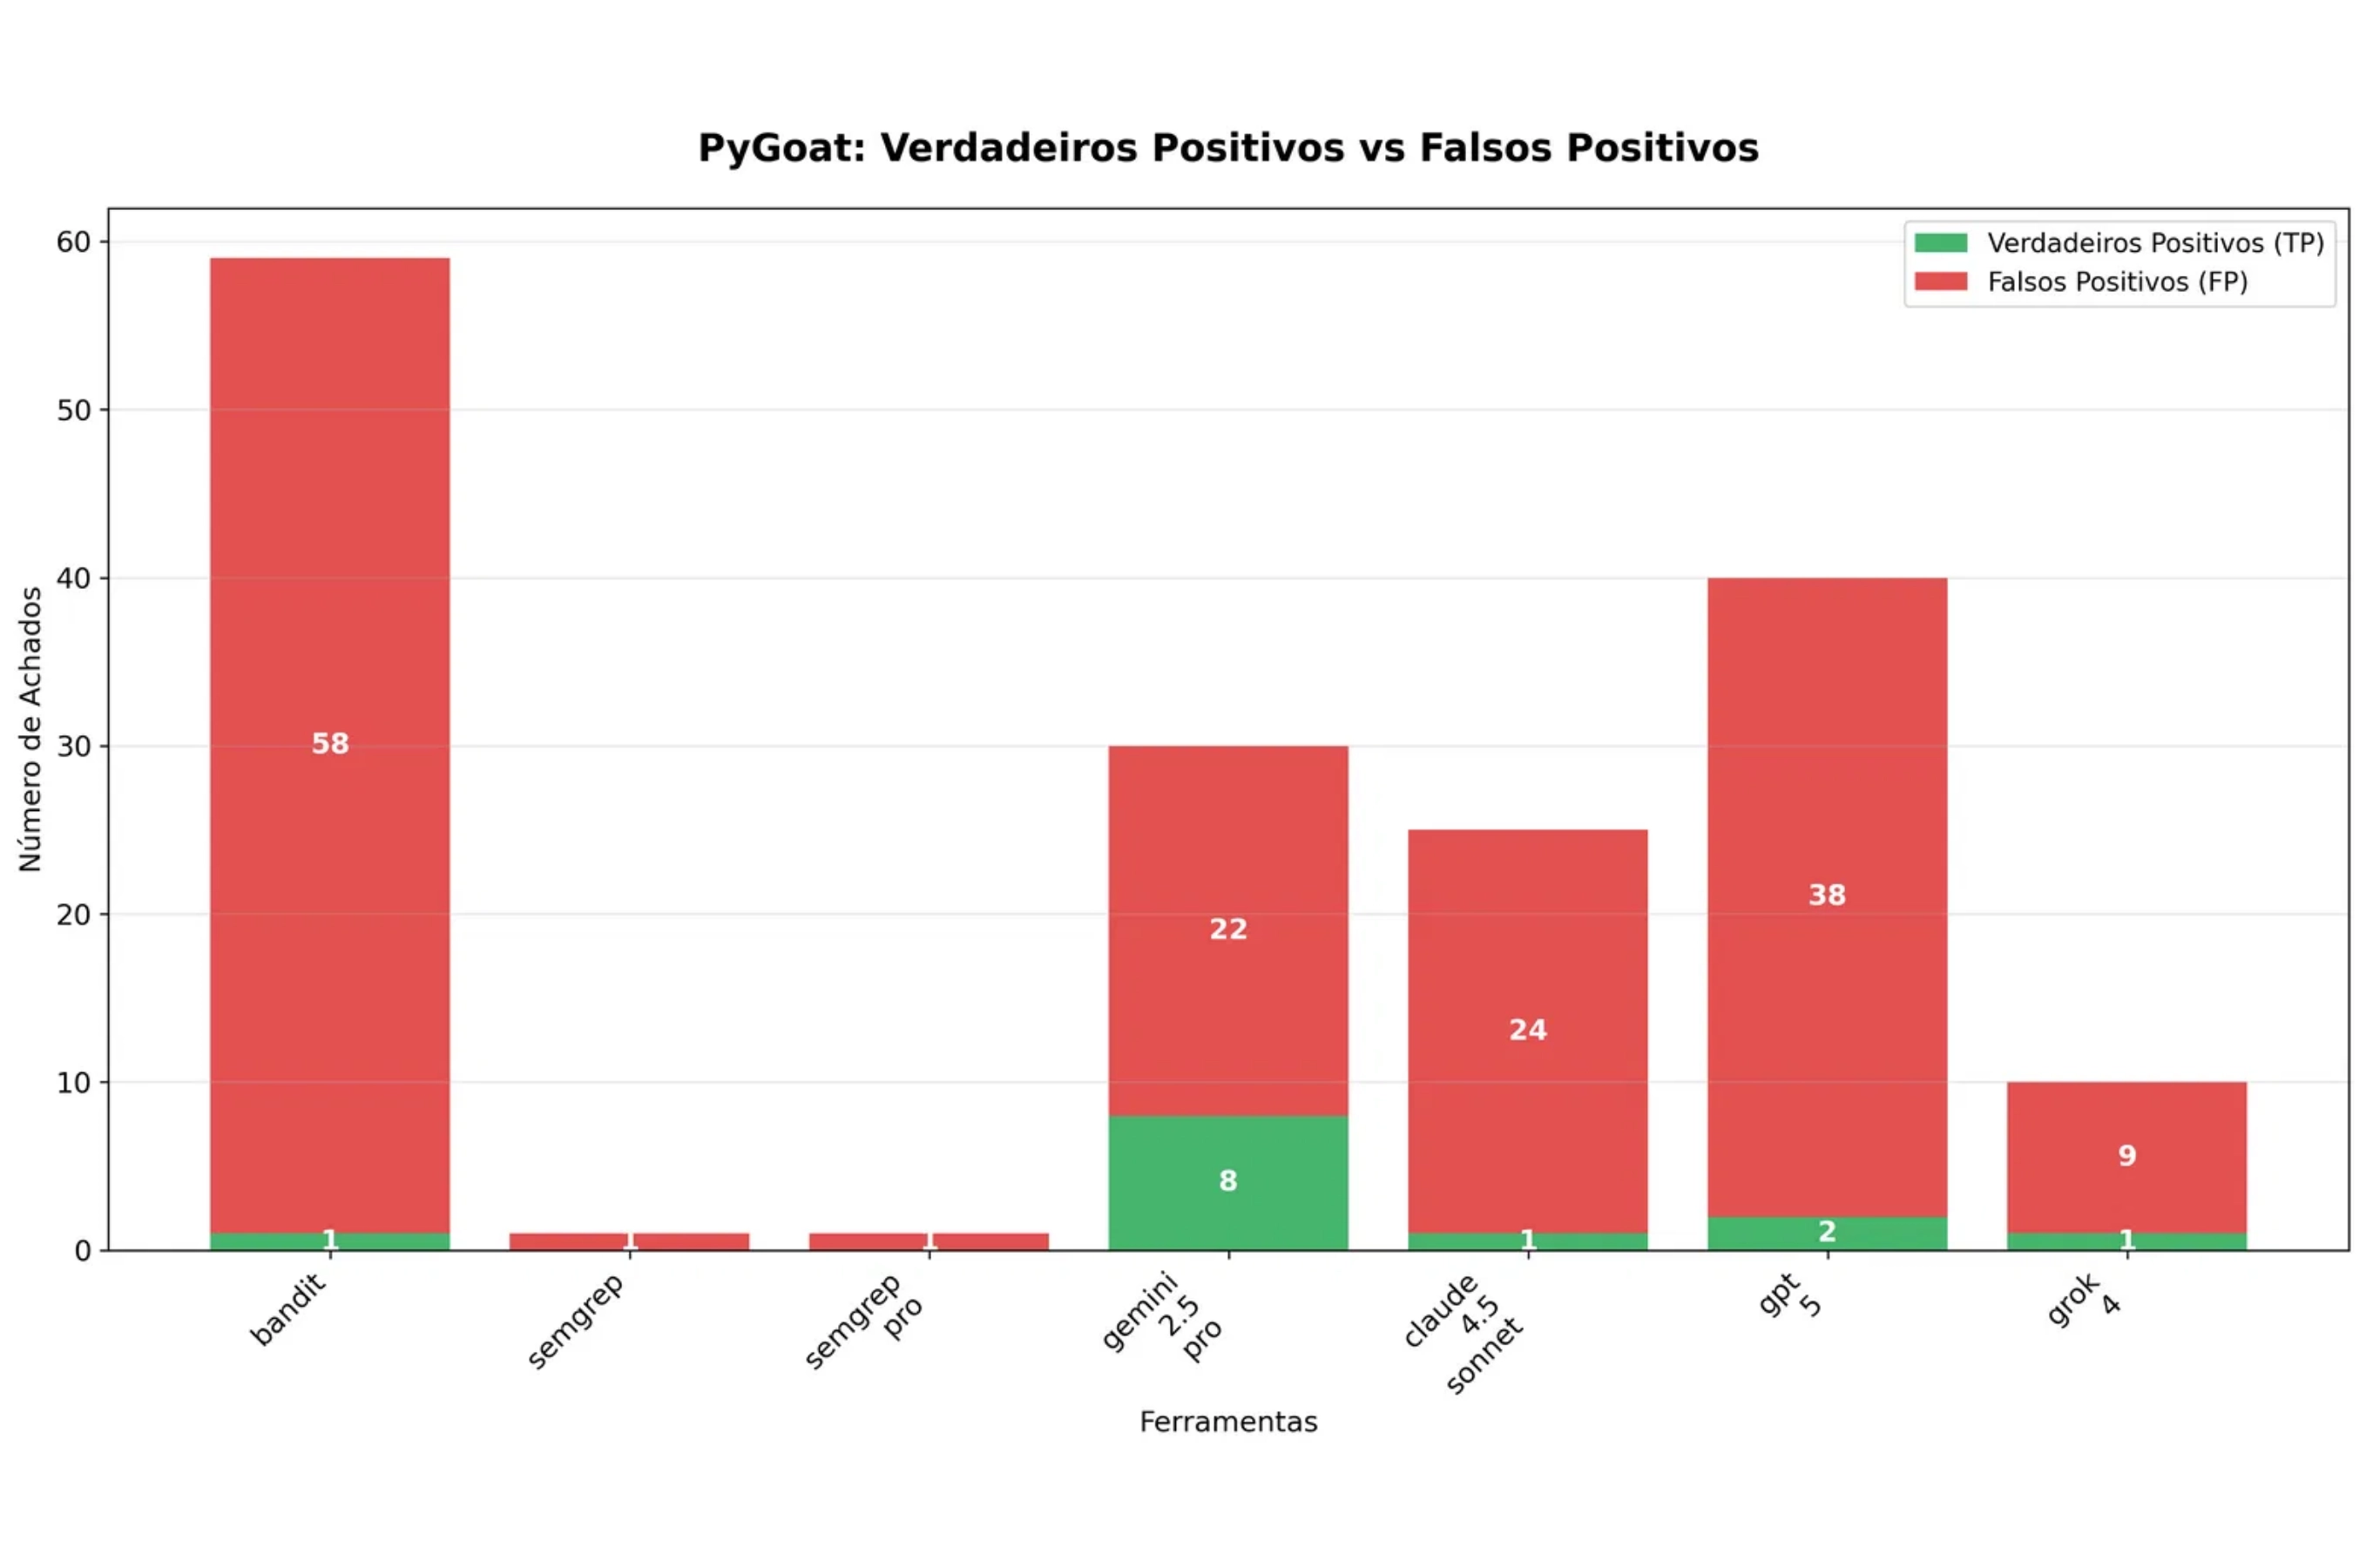 PyGoat: Verdadeiros Positivos vs Falsos Positivos
Verdadeiros Positivos (TP)
Falsos Positivos (FP)
Número de Achados
60
50
40
30
20
10
0
58
1
1
1
22
8
24
1
38
2
9
1
bandit
semgrep
semgrep
pro
gemini
2.5
pro
claude
4.5
sonnet
gpt
5
grok
4
Ferramentas